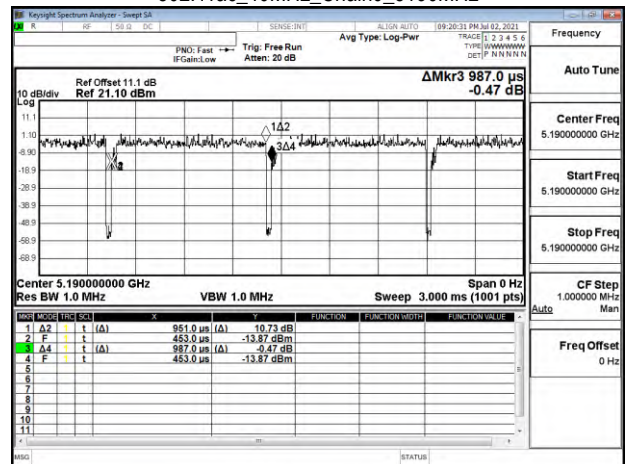 Keysight Spectrum Analyzer - Swept SA
R RF 50 Ω DC SENSE:INT ALIGN AUTO 09:20:31 PM Jul 02, 2021
PNO: Fast Trig: Free Run Avg Type: Log-Pwr TRACE 1 2 3 4 5 6
IFGain:Low Atten: 20 dB TYPE WWWWWW
DET P NNNNN
Frequency
Auto Tune
Center Freq
5.190000000 GHz
Start Freq
5.190000000 GHz
Stop Freq
5.190000000 GHz
CF Step
1.000000 MHz
Auto Man
Freq Offset
0 Hz
ΔMkr3 987.0 µs
-0.47 dB
Ref Offset 11.1 dB
10 dB/div Ref 21.10 dBm
Log
11.1
1.10
-8.90
-18.9
-28.9
-38.9
-48.9
-58.9
-68.9
1Δ2
3Δ4
Center 5.190000000 GHz Span 0 Hz
Res BW 1.0 MHz VBW 1.0 MHz Sweep 3.000 ms (1001 pts)
MKR MODE TRC SCL X Y FUNCTION FUNCTION WIDTH FUNCTION VALUE
1 Δ2 1 t (Δ) 951.0 µs (Δ) 10.73 dB
2 F 1 t 453.0 µs -13.87 dBm
3 Δ4 1 t (Δ) 987.0 µs (Δ) -0.47 dB
4 F 1 t 453.0 µs -13.87 dBm
5
6
7
8
9
10
11
MSG STATUS